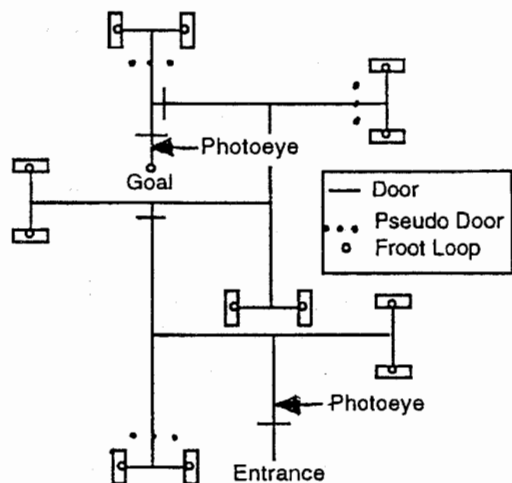 Photoeye
Goal
Door
Pseudo Door
Froot Loop
Photoeye
Entrance